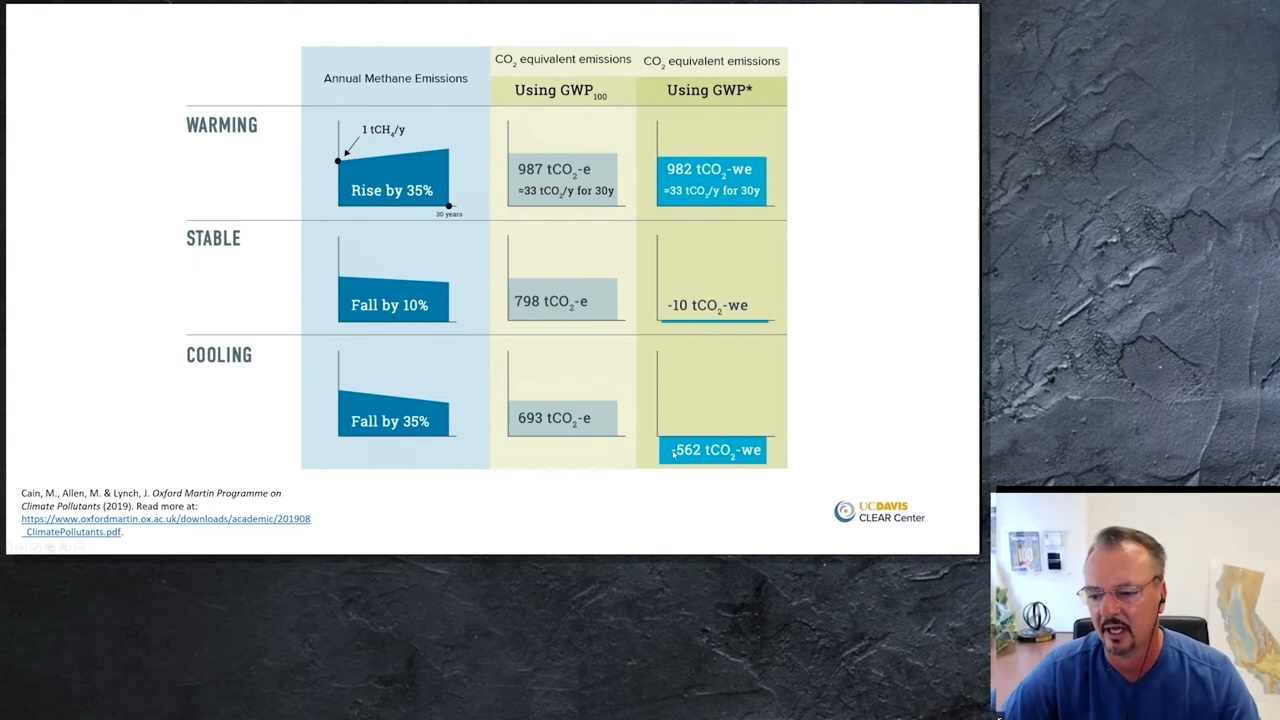 Annual Methane Emissions
CO2 equivalent emissions
CO2 equivalent emissions
Using GWP100
Using GWP*
WARMING
1 tCH4/y
Rise by 35%
30 years
987 tCO2-e
=33 tCO2/y for 30y
982 tCO2-we
=33 tCO2/y for 30y
STABLE
Fall by 10%
798 tCO2-e
-10 tCO2-we
COOLING
Fall by 35%
693 tCO2-e
-562 tCO2-we
Cain, M., Allen, M. & Lynch, J. Oxford Martin Programme on
Climate Pollutants (2019). Read more at:
https://www.oxfordmartin.ox.ac.uk/downloads/academic/201908
_ClimatePollutants.pdf.
UCDAVIS
CLEAR Center